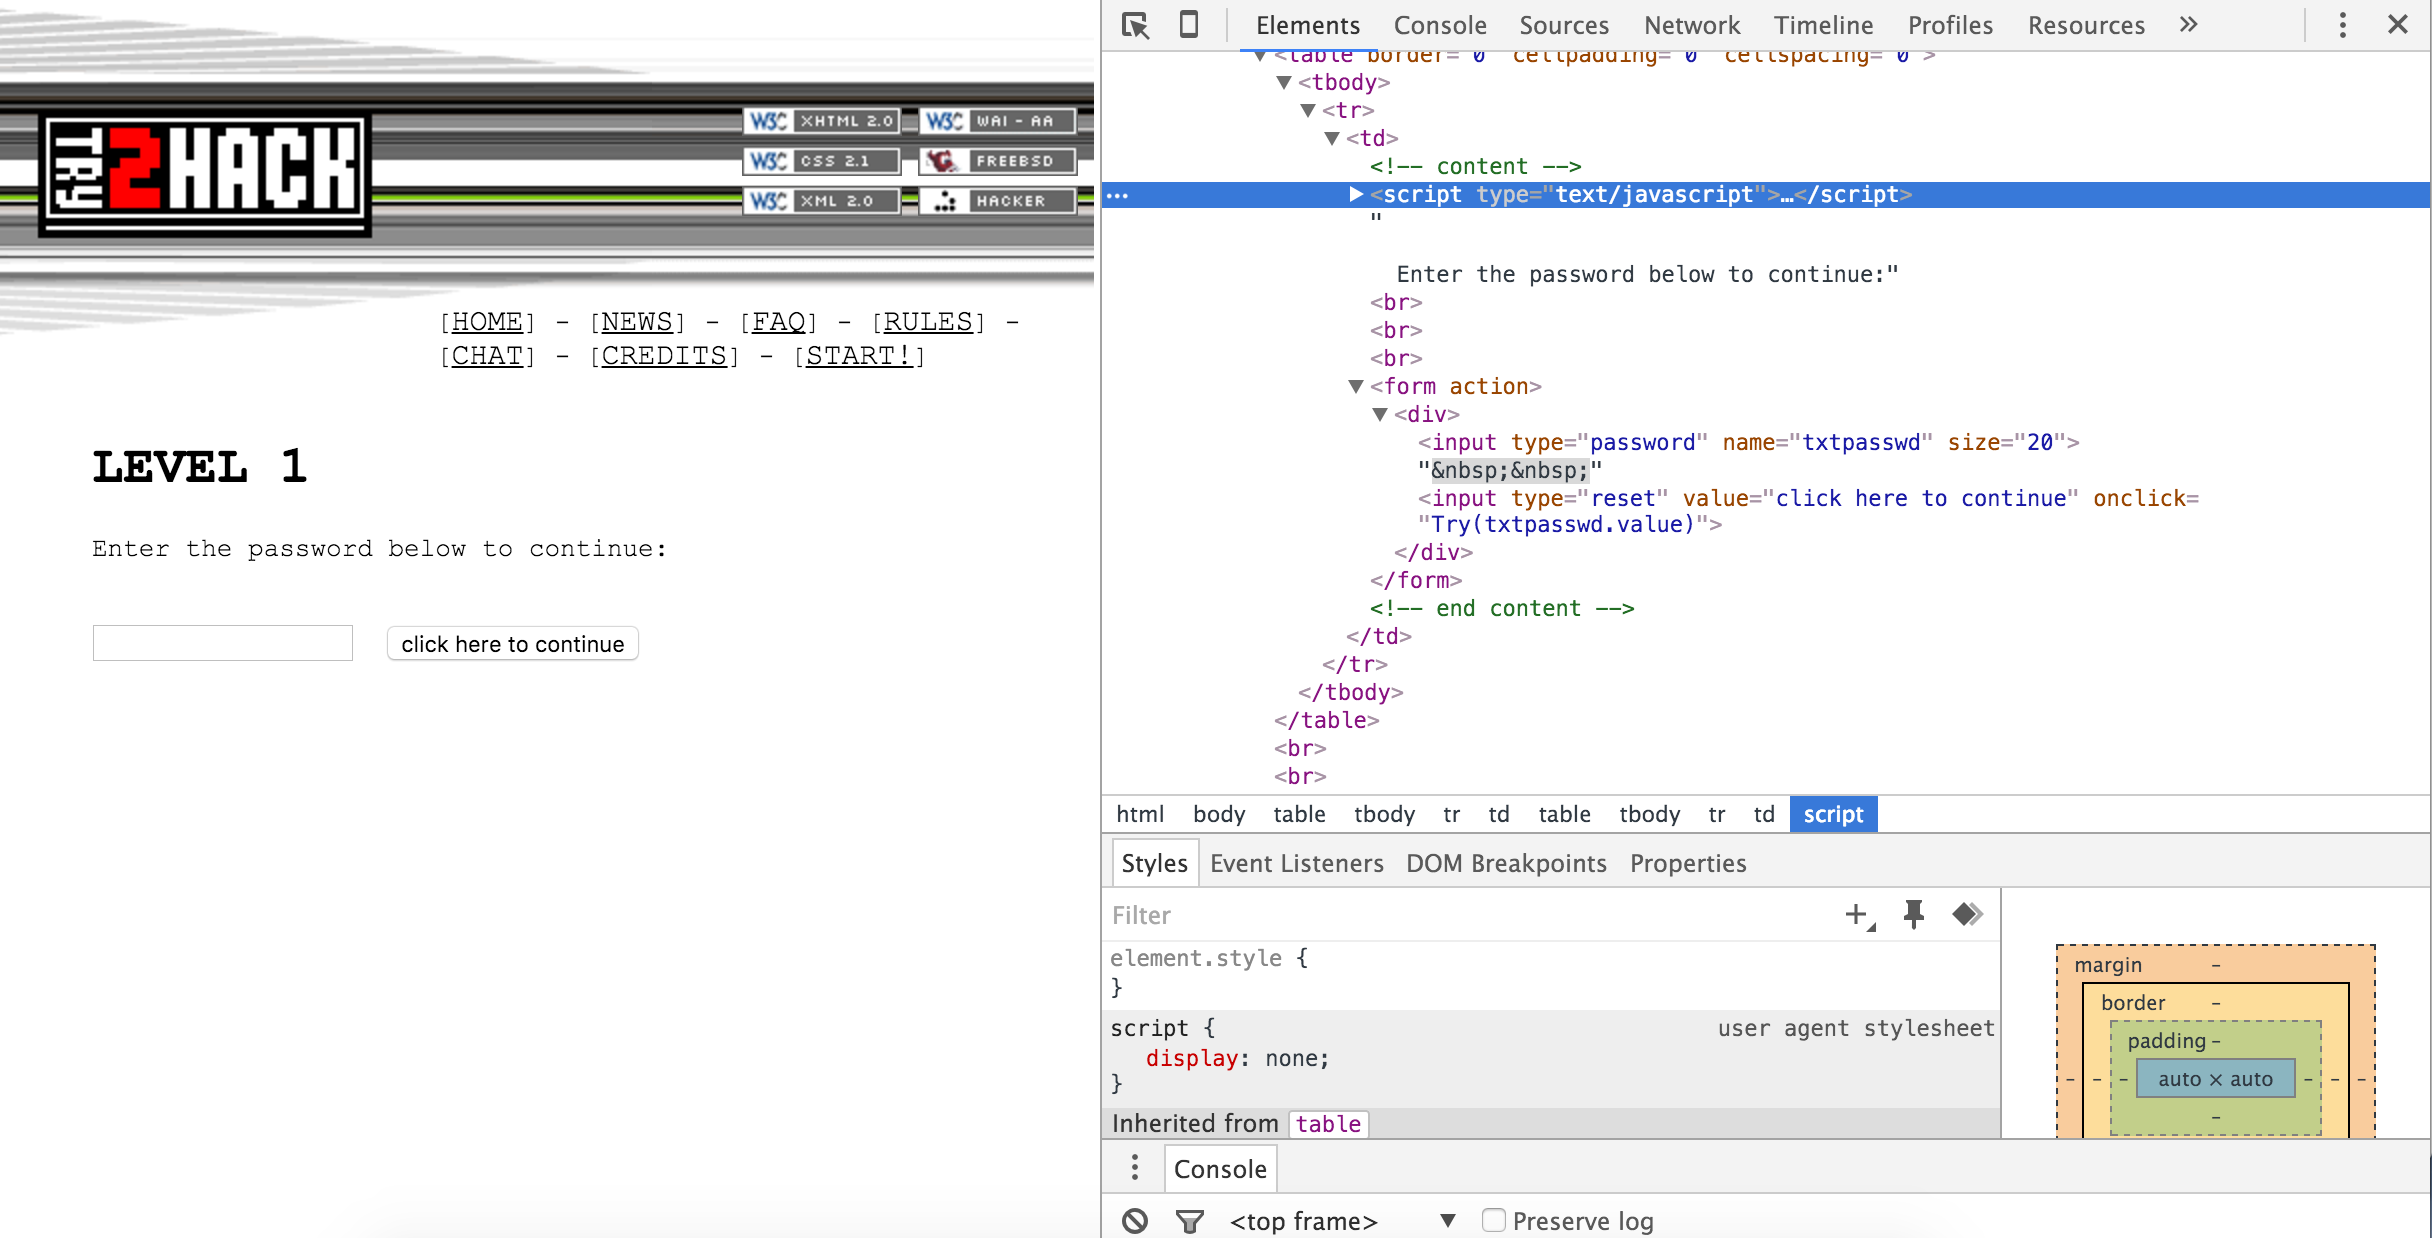 TRY 2HACK
W3C XHTML 2.0 W3C WAI - AA
W3C CSS 2.1 FREEBSD
W3C XML 2.0 HACKER
[HOME] - [NEWS] - [FAQ] - [RULES] -
[CHAT] - [CREDITS] - [START!]
LEVEL 1
Enter the password below to continue:
click here to continue
Elements Console Sources Network Timeline Profiles Resources »
<table border="0" cellpadding="0" cellspacing="0">
<tbody>
<tr>
<td>
<!-- content -->
… <script type="text/javascript">…</script>
"
Enter the password below to continue:"
<br>
<br>
<br>
<form action>
<div>
<input type="password" name="txtpasswd" size="20">
"&nbsp;&nbsp;"
<input type="reset" value="click here to continue" onclick=
"Try(txtpasswd.value)">
</div>
</form>
<!-- end content -->
</td>
</tr>
</tbody>
</table>
<br>
<br>
html body table tbody tr td table tbody tr td script
Styles Event Listeners DOM Breakpoints Properties
Filter
element.style {
}
script { user agent stylesheet
display: none;
}
Inherited from table
margin -
border -
padding -
- - - auto × auto - - -
-
Console
<top frame> ▼ Preserve log